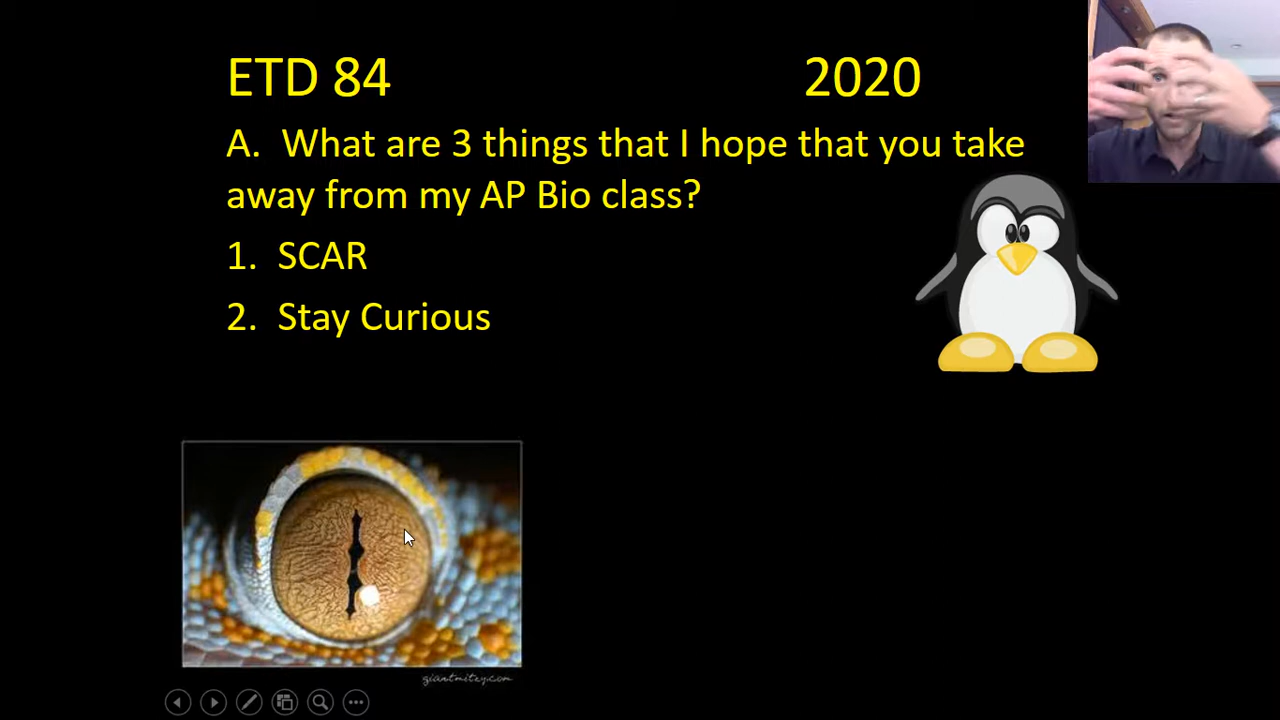 ETD 84 2020
A. What are 3 things that I hope that you take
away from my AP Bio class?
1. SCAR
2. Stay Curious
giantmitey.com